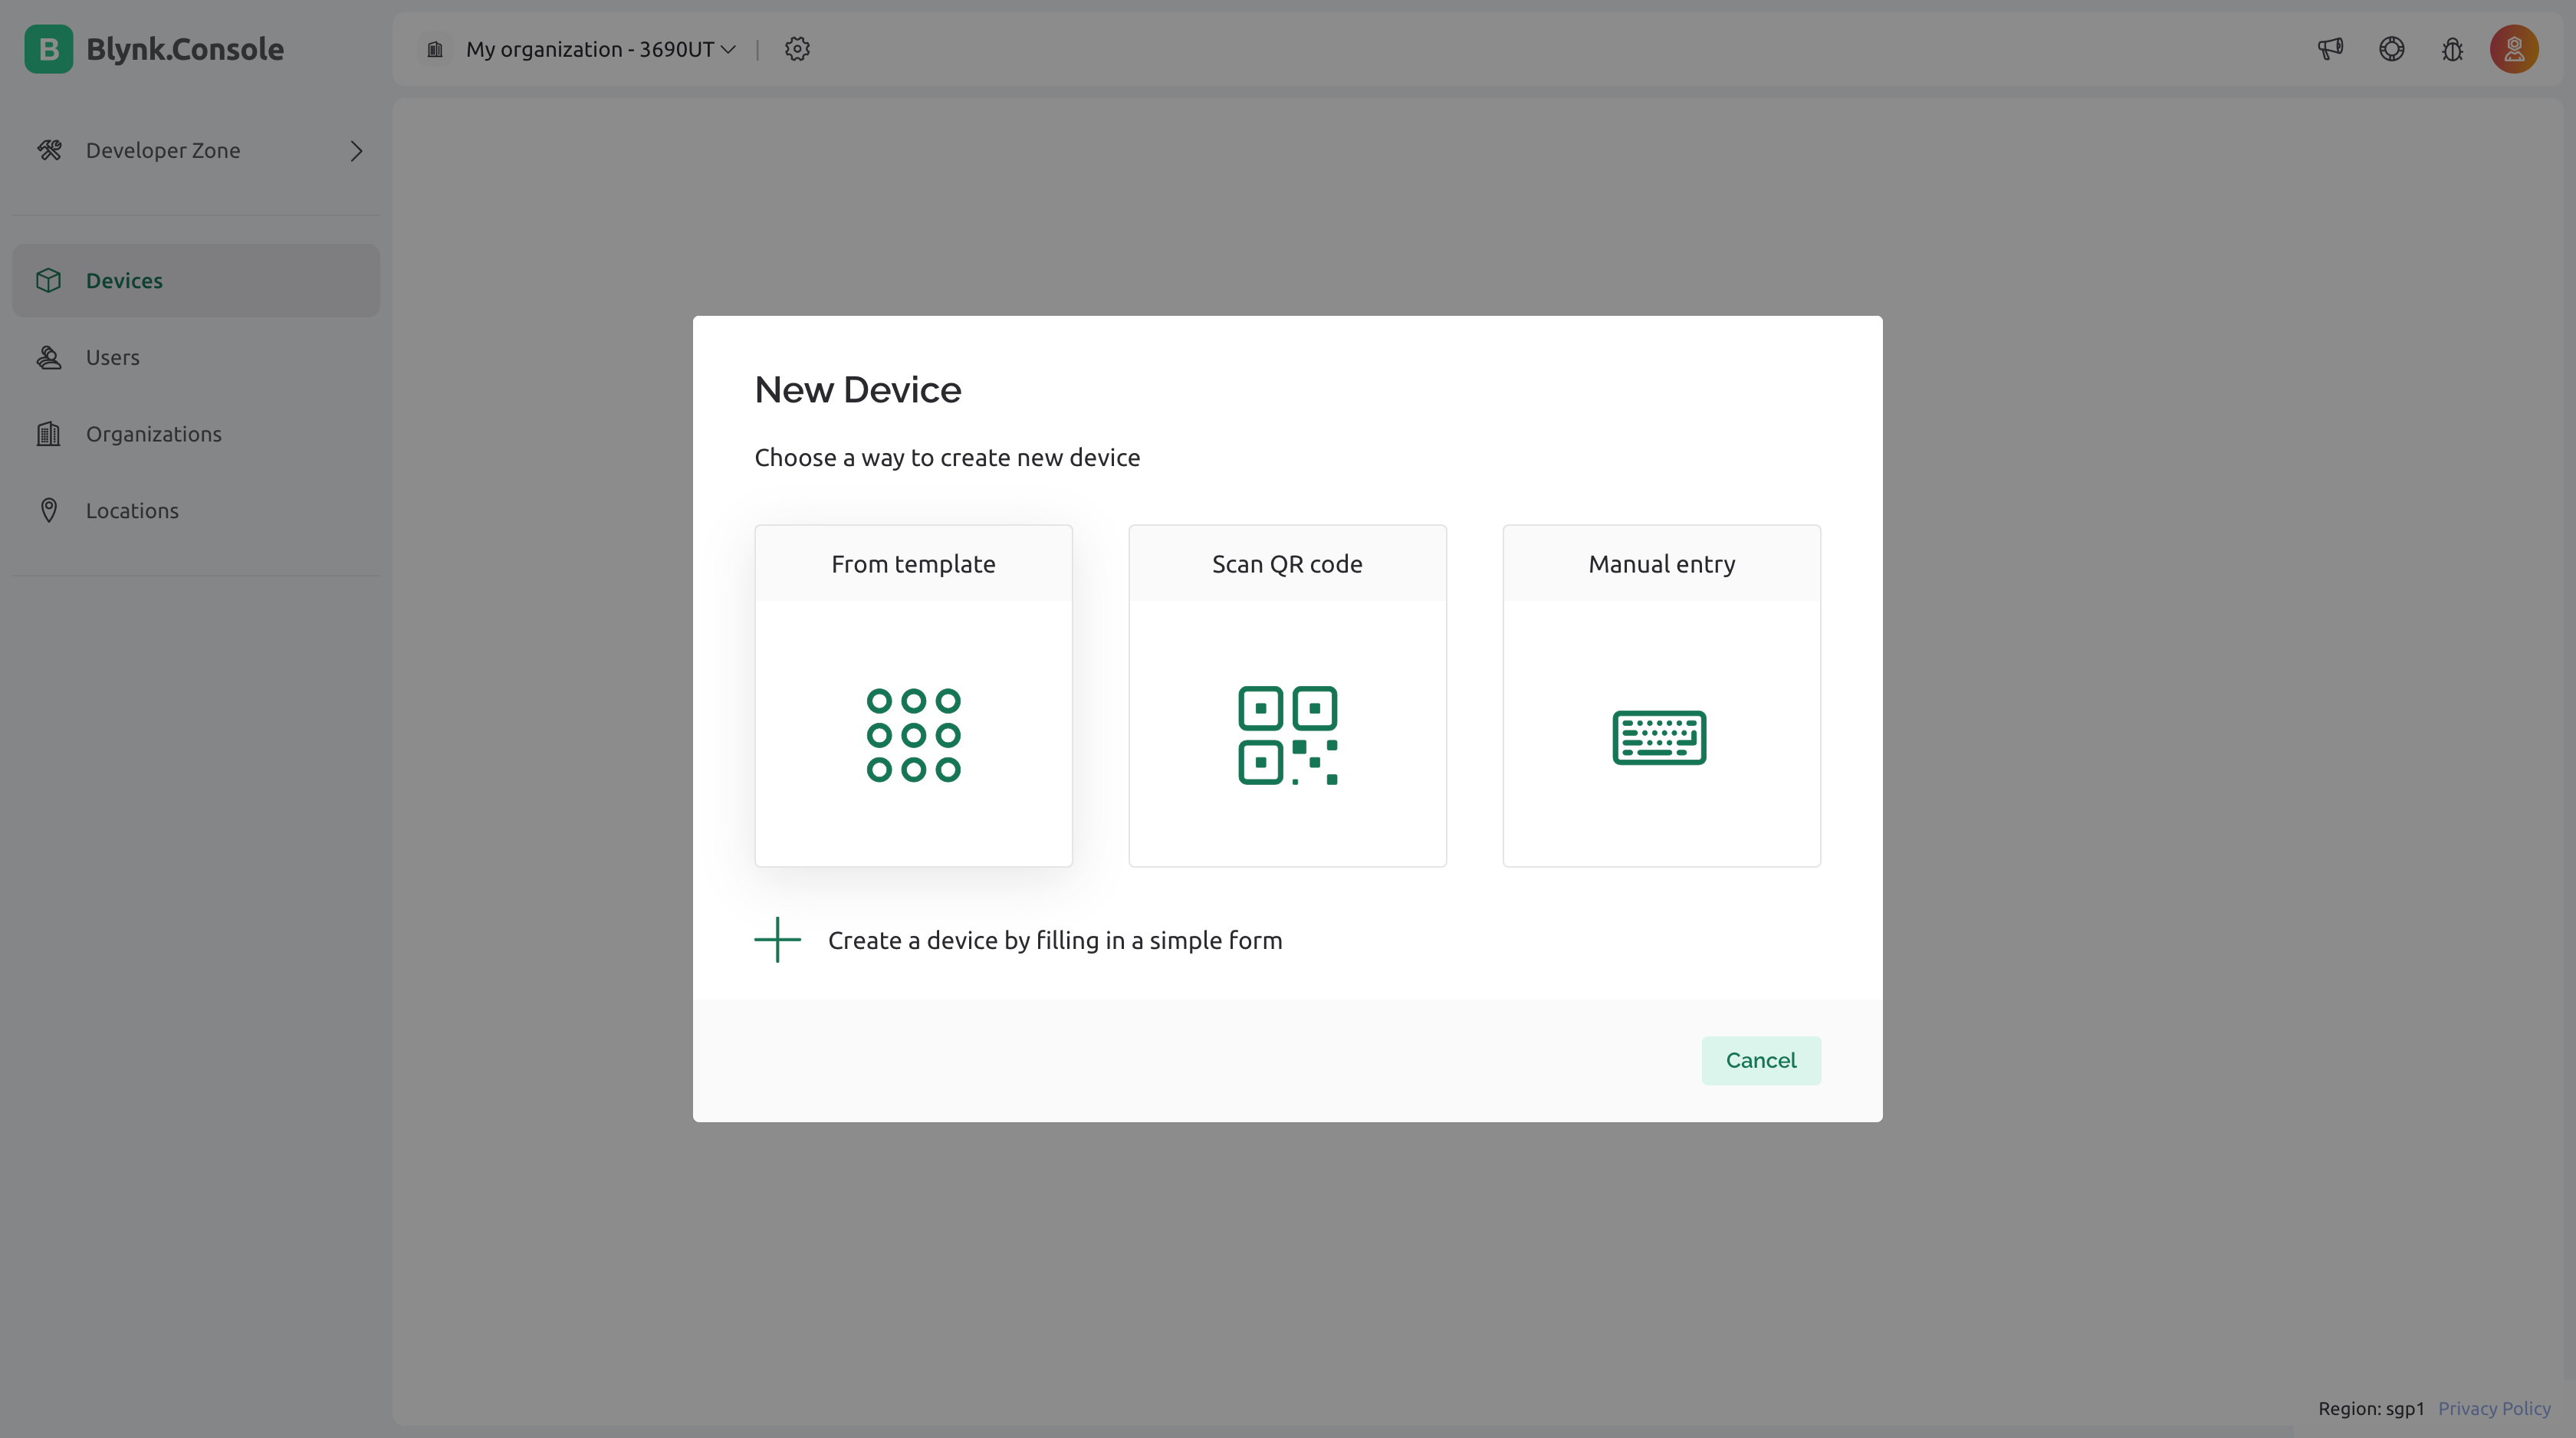 B Blynk.Console
My organization - 3690UT |
Developer Zone
Devices
Users
Organizations
Locations
New Device
Choose a way to create new device
From template
Scan QR code
Manual entry
Create a device by filling in a simple form
Cancel
Region: sgp1 Privacy Policy